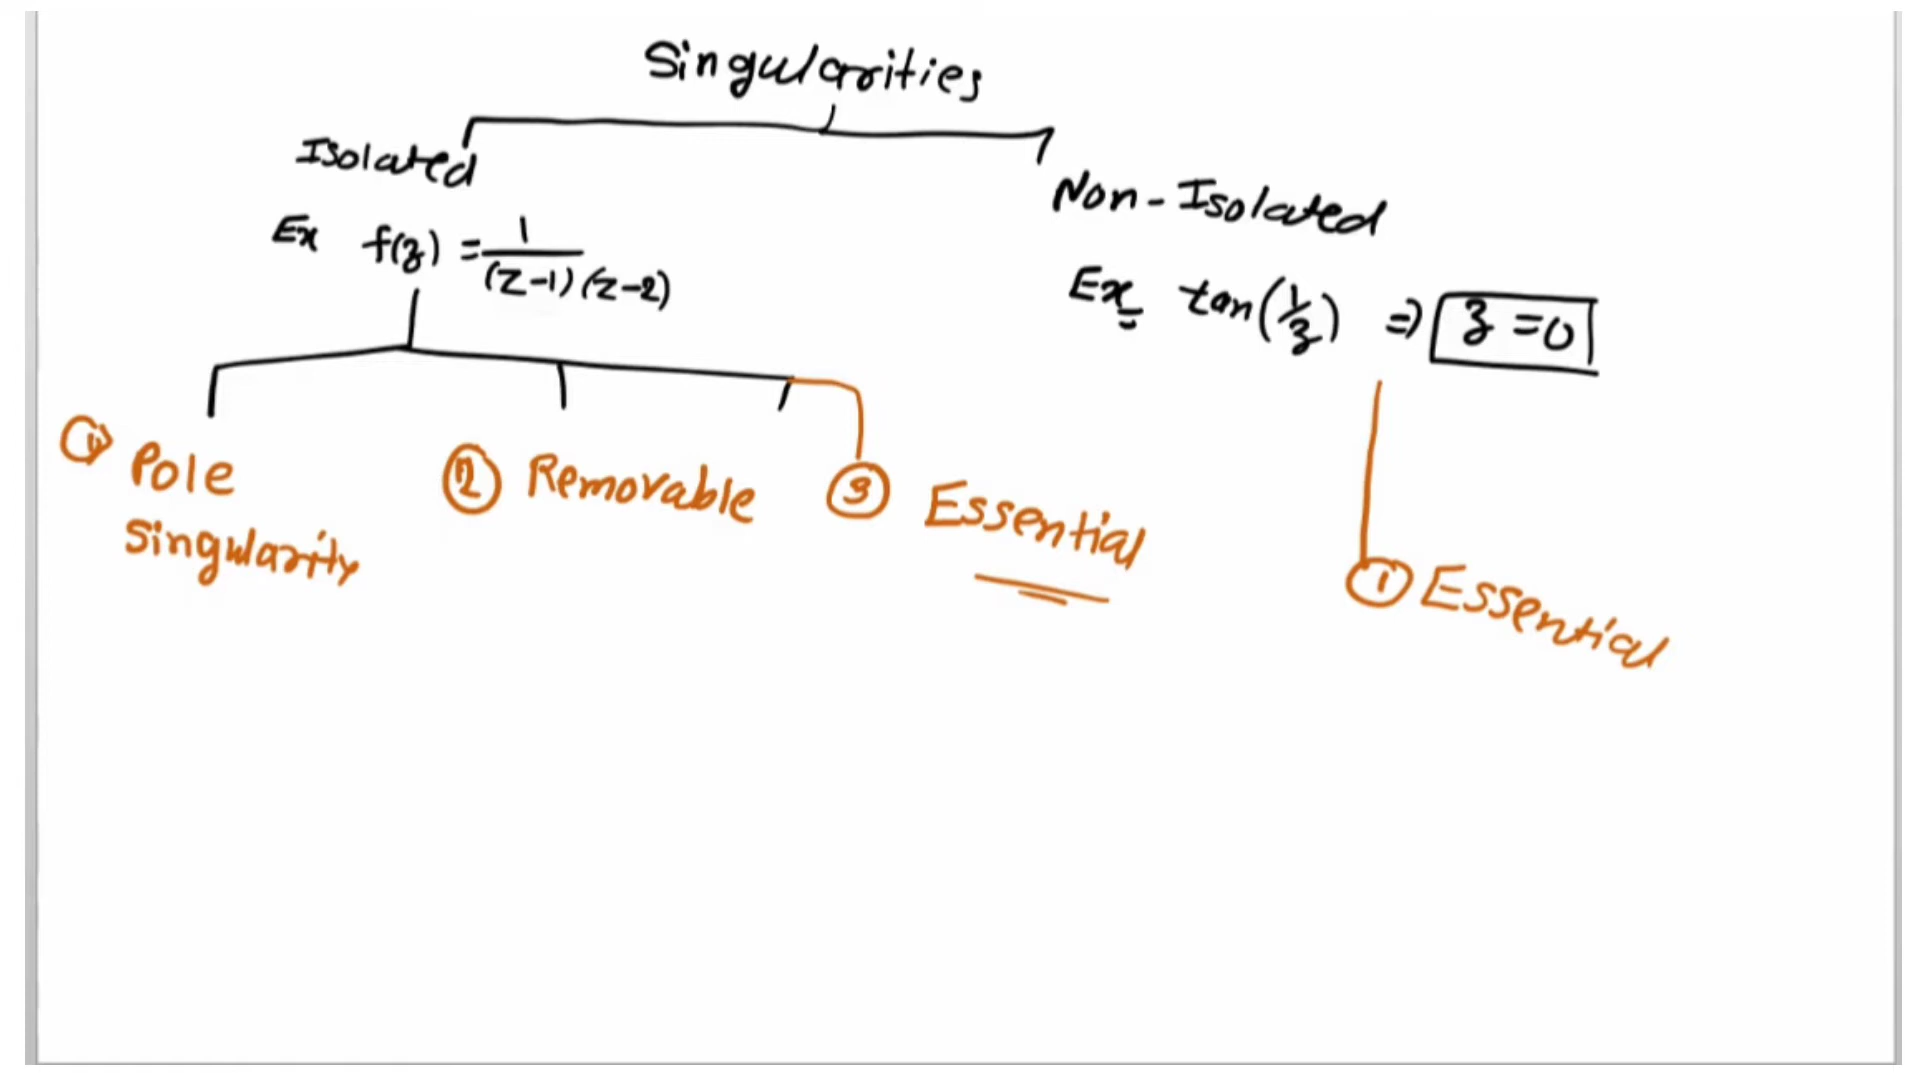 Singularities
Isolated
Non-Isolated
Ex f(z) = 1/(z-1)(z-2)
Ex tan(1/z) ⇒ z=0
① Pole
Singularity
② Removable
③ Essential
① Essential